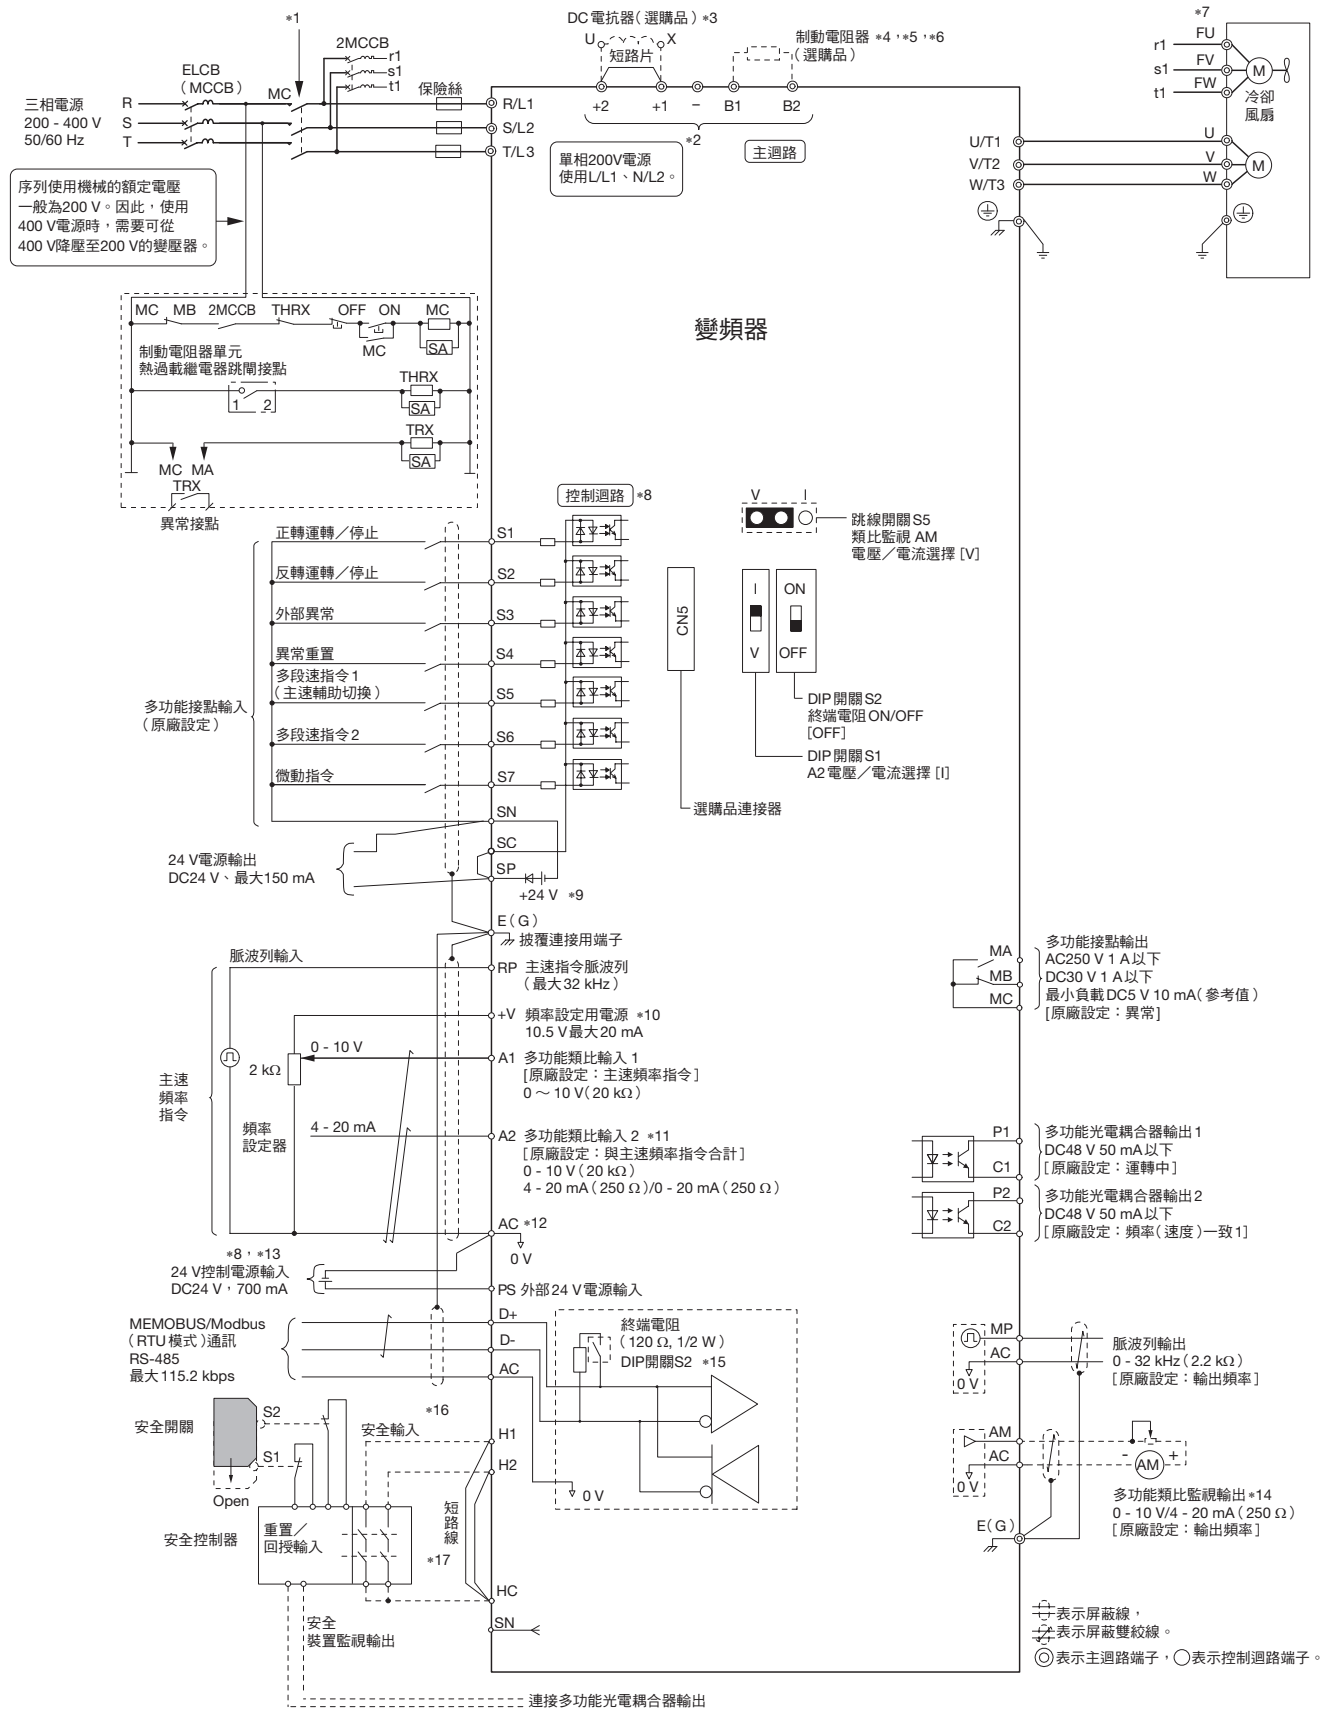 *1
2MCCB
r1
s1
t1
ELCB
(MCCB)
MC
保險絲
三相電源
200 - 400 V
50/60 Hz
R
S
T
R/L1
S/L2
T/L3
DC電抗器(選購品) *3
U
X
短路片
制動電阻器 *4,*5,*6
(選購品)
+2
+1
−
B1
B2
*2
單相200V電源
使用L/L1、N/L2。
主迴路
*7
r1
FU
s1
FV
t1
FW
M
冷卻
風扇
U/T1
V/T2
W/T3
U
V
W
M
序列使用機械的額定電壓
一般為200 V。因此,使用
400 V電源時,需要可從
400 V降壓至200 V的變壓器。
MC
MB
2MCCB
THRX
OFF
ON
MC
MC
SA
制動電阻器單元
熱過載繼電器跳閘接點
1
2
THRX
SA
TRX
SA
MC
MA
TRX
異常接點
變頻器
控制迴路 *8
正轉運轉/停止
S1
反轉運轉/停止
S2
外部異常
S3
異常重置
S4
多段速指令1
(主速輔助切換)
S5
多段速指令2
S6
微動指令
S7
多功能接點輸入
(原廠設定)
SN
SC
SP
24 V電源輸出
DC24 V、最大150 mA
+24 V *9
V
I
跳線開關S5
類比監視 AM
電壓/電流選擇 [V]
CN5
I
V
ON
OFF
DIP開關S2
終端電阻ON/OFF
[OFF]
DIP開關S1
A2電壓/電流選擇 [I]
選購品連接器
E(G)
披覆連接用端子
脈波列輸入
RP 主速指令脈波列
(最大32 kHz)
+V 頻率設定用電源 *10
10.5 V最大20 mA
0 - 10 V
2 kΩ
A1 多功能類比輸入1
[原廠設定:主速頻率指令]
0 ~ 10 V(20 kΩ)
主速
頻率
指令
頻率
設定器
4 - 20 mA
A2 多功能類比輸入2 *11
[原廠設定:與主速頻率指令合計]
0 - 10 V(20 kΩ)
4 - 20 mA(250 Ω)/0 - 20 mA(250 Ω)
AC *12
0 V
*8,*13
24 V控制電源輸入
DC24 V,700 mA
PS 外部24 V電源輸入
MA
MB
MC
多功能接點輸出
AC250 V 1 A以下
DC30 V 1 A以下
最小負載DC5 V 10 mA(參考值)
[原廠設定:異常]
P1
C1
多功能光電耦合器輸出1
DC48 V 50 mA以下
[原廠設定:運轉中]
P2
C2
多功能光電耦合器輸出2
DC48 V 50 mA以下
[原廠設定:頻率(速度)一致1]
MEMOBUS/Modbus
(RTU模式)通訊
RS-485
最大115.2 kbps
D+
D-
AC
*16
終端電阻
(120 Ω, 1/2 W)
DIP開關S2 *15
0 V
MP
AC
0 V
脈波列輸出
0 - 32 kHz(2.2 kΩ)
[原廠設定:輸出頻率]
AM
AC
0 V
-
AM
+
多功能類比監視輸出*14
0 - 10 V/4 - 20 mA(250 Ω)
[原廠設定:輸出頻率]
E(G)
安全開關
S2
S1
Open
安全輸入
H1
H2
短路線
安全控制器
重置/
回授輸入
*17
HC
SN
安全
裝置監視輸出
連接多功能光電耦合器輸出
表示屏蔽線,
表示屏蔽雙絞線。
表示主迴路端子,○表示控制迴路端子。